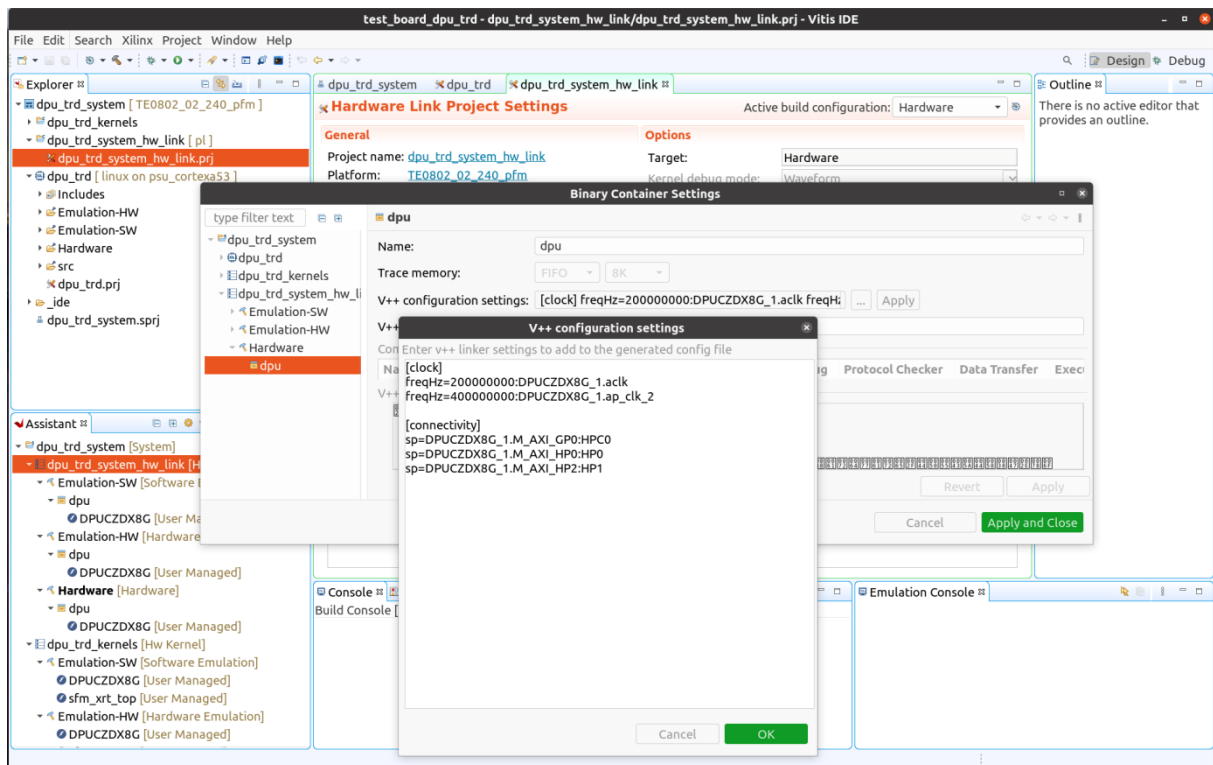 test_board_dpu_trd - dpu_trd_system_hw_link/dpu_trd_system_hw_link.prj - Vitis IDE
File Edit Search Xilinx Project Window Help
Design Debug
Explorer
dpu_trd_system [ TE0802_02_240_pfm ]
dpu_trd_kernels
dpu_trd_system_hw_link [ pl ]
dpu_trd_system_hw_link.prj
dpu_trd [ linux on psu_cortexa53 ]
Includes
Emulation-HW
Emulation-SW
Hardware
src
dpu_trd.prj
_ide
dpu_trd_system.sprj
dpu_trd_system dpu_trd dpu_trd_system_hw_link
Hardware Link Project Settings
Active build configuration: Hardware
General
Options
Project name: dpu_trd_system_hw_link
Target: Hardware
Platform: TE0802_02_240_pfm
Kernel debug mode: Waveform
Outline
There is no active editor that
provides an outline.
Binary Container Settings
type filter text
dpu_trd_system
dpu_trd
dpu_trd_kernels
dpu_trd_system_hw_li
Emulation-SW
Emulation-HW
Hardware
dpu
dpu
Name: dpu
Trace memory: FIFO 8K
V++ configuration settings: [clock] freqHz=200000000:DPUCZDX8G_1.aclk freqHz ... Apply
V++
Com
Na
Protocol Checker Data Transfer Execu
V++
Revert Apply
Cancel Apply and Close
V++ configuration settings
Enter v++ linker settings to add to the generated config file
[clock]
freqHz=200000000:DPUCZDX8G_1.aclk
freqHz=400000000:DPUCZDX8G_1.ap_clk_2
[connectivity]
sp=DPUCZDX8G_1.M_AXI_GP0:HPC0
sp=DPUCZDX8G_1.M_AXI_HP0:HP0
sp=DPUCZDX8G_1.M_AXI_HP2:HP1
Cancel OK
Assistant
dpu_trd_system [System]
dpu_trd_system_hw_link [H
Emulation-SW [Software E
dpu
DPUCZDX8G [User Ma
Emulation-HW [Hardware
dpu
DPUCZDX8G [User Managed]
Hardware [Hardware]
dpu
DPUCZDX8G [User Managed]
dpu_trd_kernels [Hw Kernel]
Emulation-SW [Software Emulation]
DPUCZDX8G [User Managed]
sfm_xrt_top [User Managed]
Emulation-HW [Hardware Emulation]
DPUCZDX8G [User Managed]
Console
Build Console [
Emulation Console